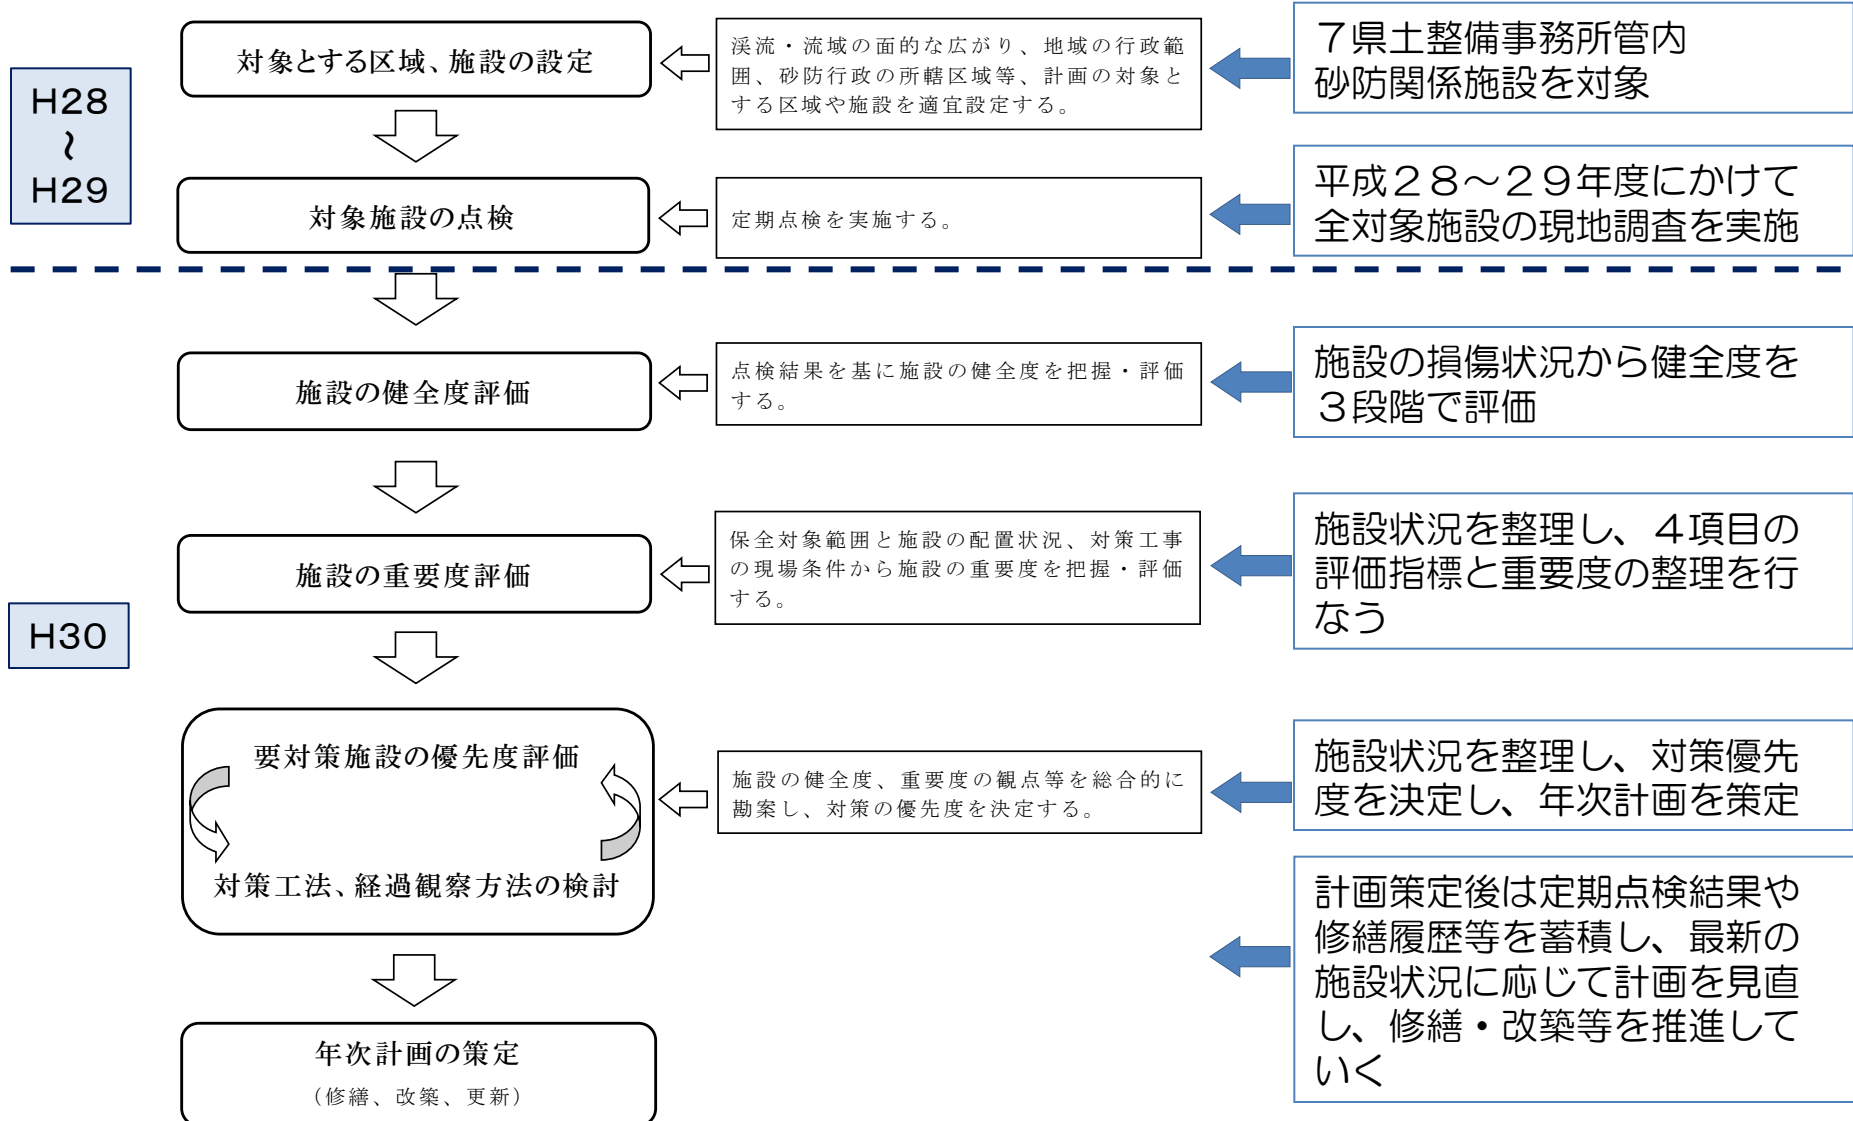 H28
～
H29
対象とする区域、施設の設定
渓流・流域の面的な広がり、地域の行政範
囲、砂防行政の所轄区域等、計画の対象と
する区域や施設を適宜設定する。
７県土整備事務所管内
砂防関係施設を対象
対象施設の点検
定期点検を実施する。
平成２８～２９年度にかけて
全対象施設の現地調査を実施
H30
施設の健全度評価
点検結果を基に施設の健全度を把握・評価
する。
施設の損傷状況から健全度を
３段階で評価
施設の重要度評価
保全対象範囲と施設の配置状況、対策工事
の現場条件から施設の重要度を把握・評価
する。
施設状況を整理し、４項目の
評価指標と重要度の整理を行
なう
要対策施設の優先度評価
対策工法、経過観察方法の検討
施設の健全度、重要度の観点等を総合的に
勘案し、対策の優先度を決定する。
施設状況を整理し、対策優先
度を決定し、年次計画を策定
年次計画の策定
（修繕、改築、更新）
計画策定後は定期点検結果や
修繕履歴等を蓄積し、最新の
施設状況に応じて計画を見直
し、修繕・改築等を推進して
いく